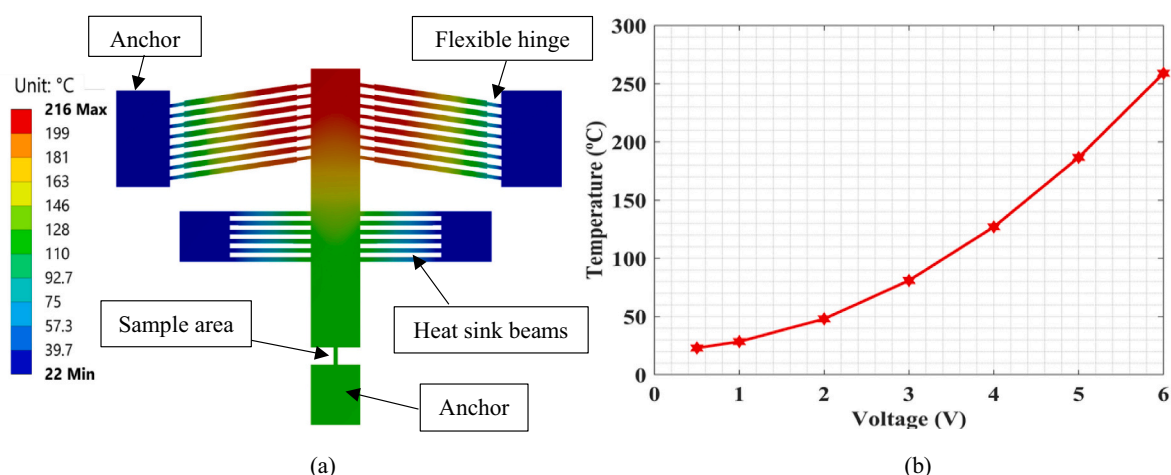 Anchor
Flexible hinge
Unit: °C
216 Max
199
181
163
146
128
110
92.7
75
57.3
39.7
22 Min
Sample area
Heat sink beams
Anchor
(a)
300
250
200
150
100
50
0
Temperature (ºC)
0 1 2 3 4 5 6
Voltage (V)
(b)